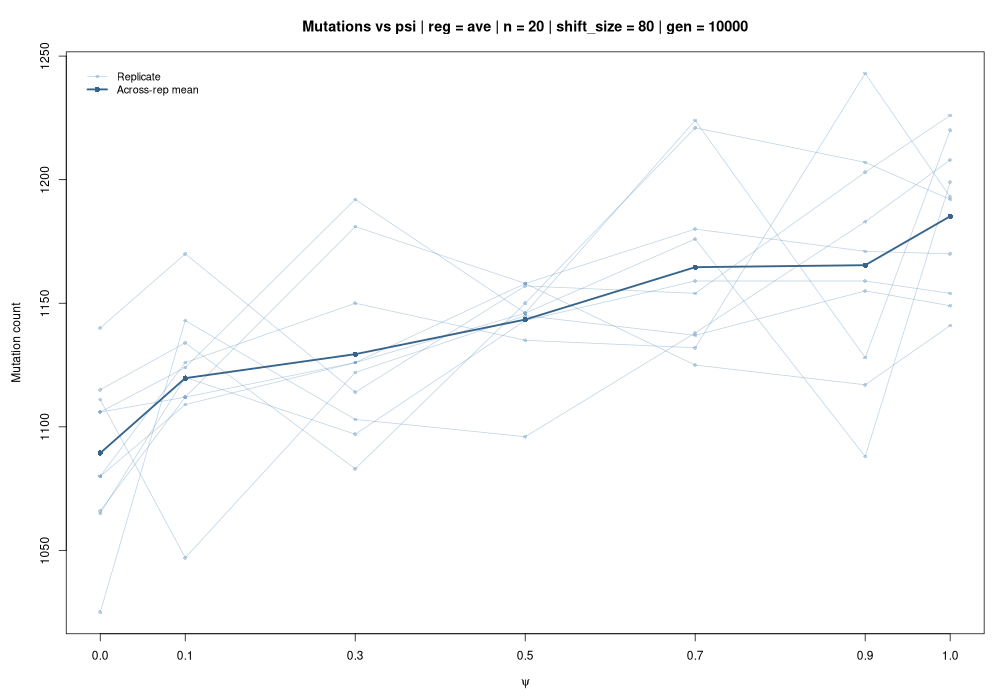 Mutations vs psi | reg = ave | n = 20 | shift_size = 80 | gen = 10000
Replicate
Across-rep mean
Mutation count
1250
1200
1150
1100
1050
0.0 0.1 0.3 0.5 0.7 0.9 1.0
ψ